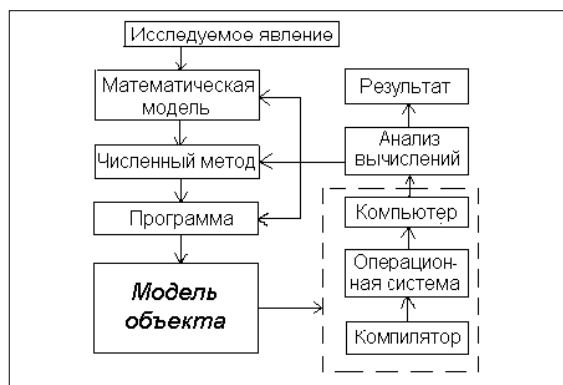 Исследуемое явление
Математическая
модель
Численный метод
Программа
Модель
объекта
Результат
Анализ
вычислений
Компьютер
Операцион-
ная система
Компилятор